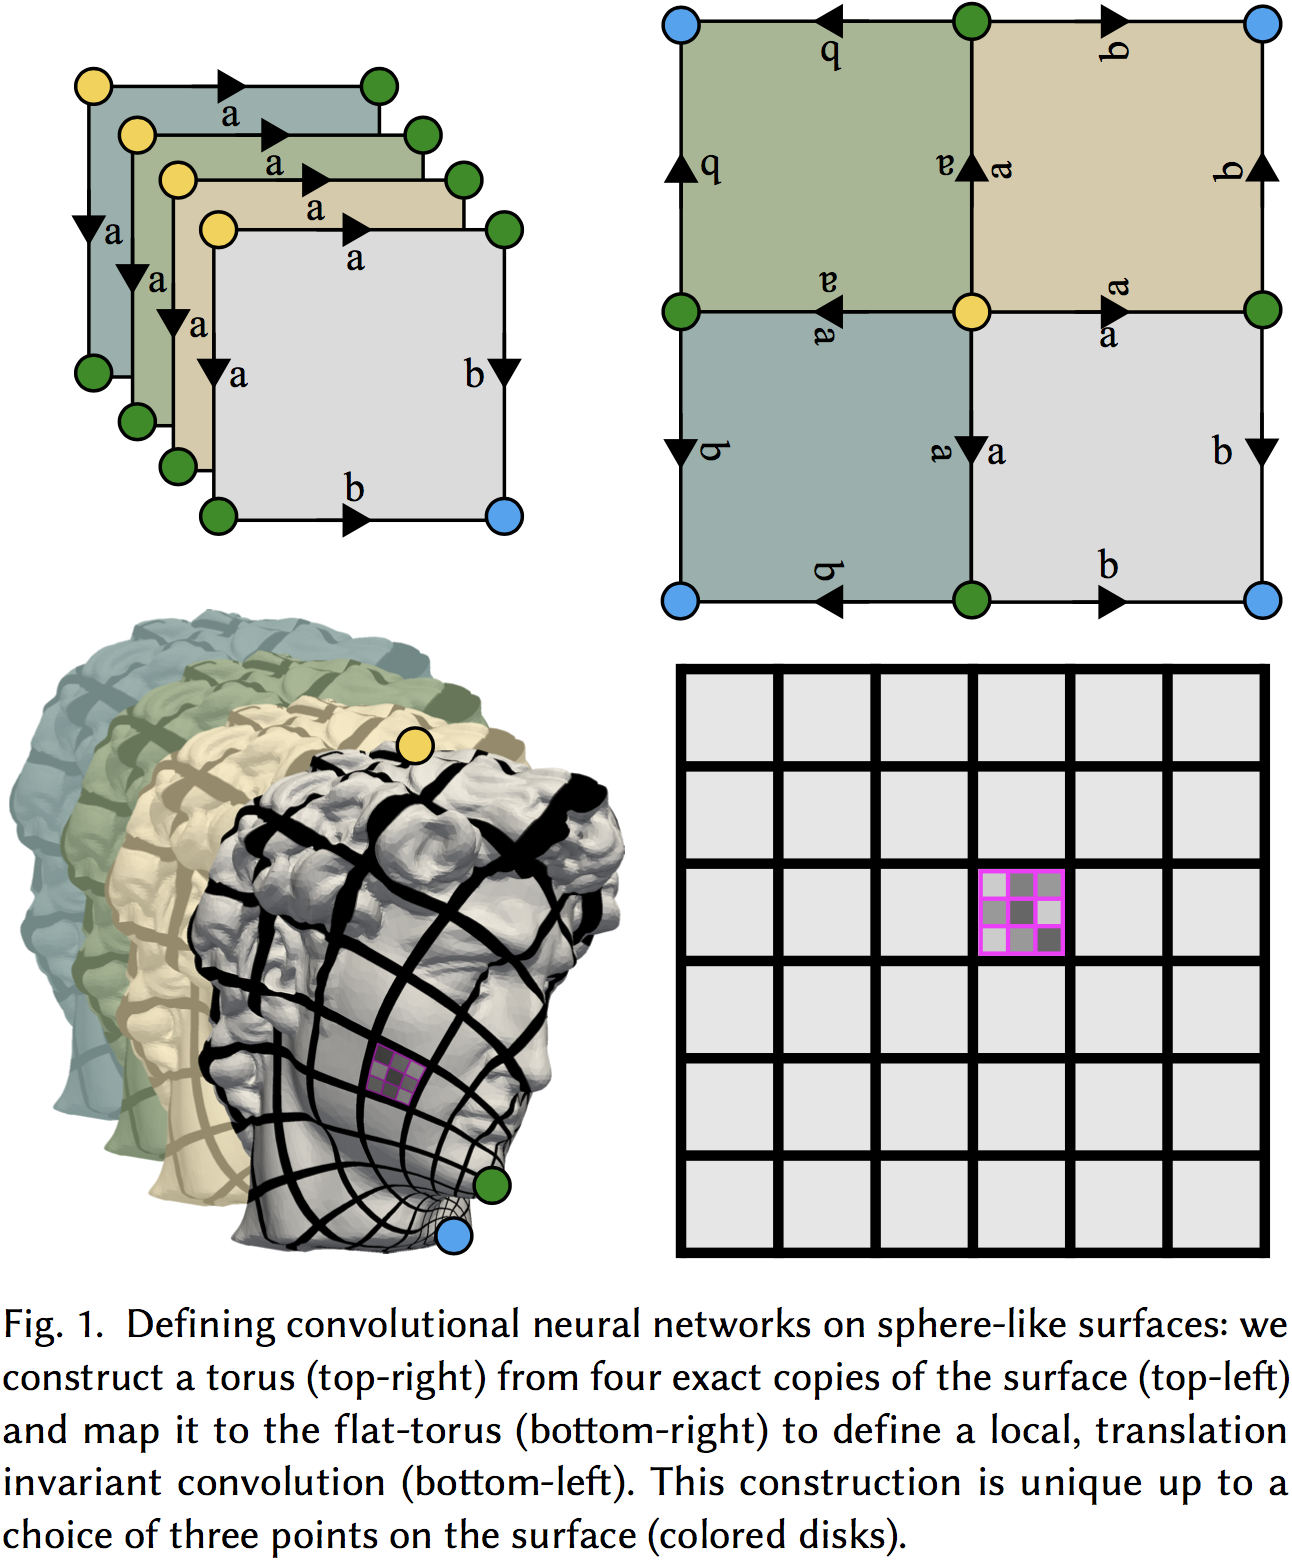 a
a
a
a
a
a
a
a
b
b
b
b
b
b
a
a
a
a
a
a
a
a
b
b
b
b
Fig. 1. Defining convolutional neural networks on sphere-like surfaces: we
construct a torus (top-right) from four exact copies of the surface (top-left)
and map it to the flat-torus (bottom-right) to define a local, translation
invariant convolution (bottom-left). This construction is unique up to a
choice of three points on the surface (colored disks).